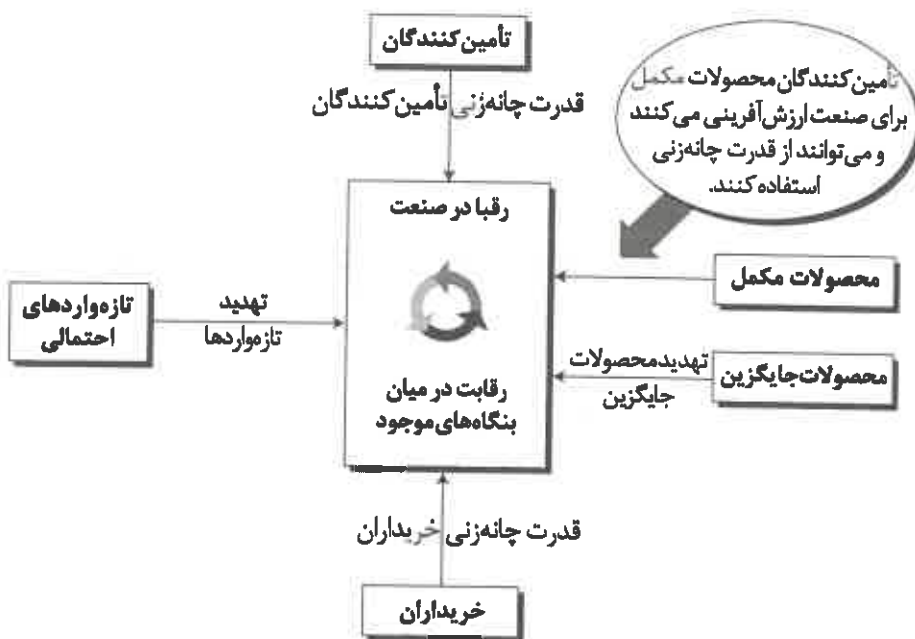 تأمین‌کنندگان
قدرت چانه‌زنی تأمین‌کنندگان
تأمین‌کنندگان محصولات مکمل
برای صنعت ارزش‌آفرینی می‌کنند
و می‌توانند از قدرت چانه‌زنی
استفاده کنند.
رقبا در صنعت
محصولات مکمل
تازه‌واردهای
احتمالی
تهدید
تازه‌واردها
تهدید محصولات
جایگزین
محصولات جایگزین
رقابت در میان
بنگاه‌های موجود
قدرت چانه‌زنی خریداران
خریداران